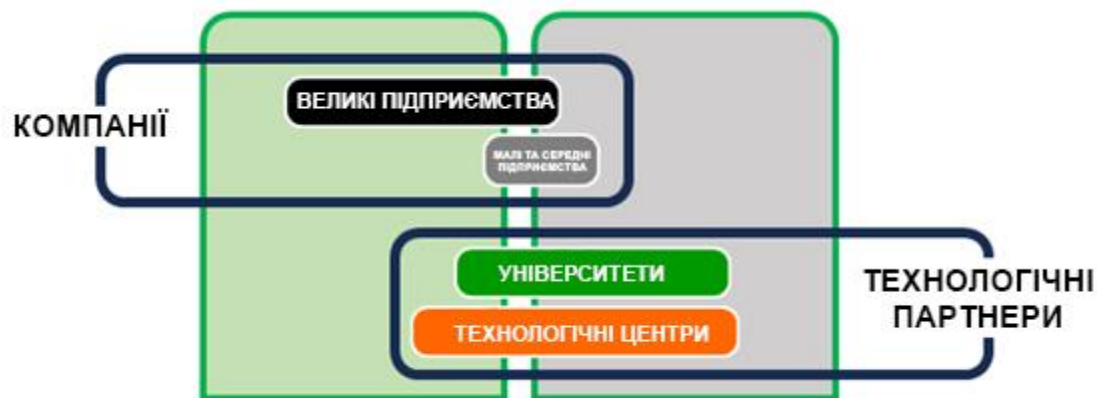 ВЕЛИКІ ПІДПРИЄМСТВА
КОМПАНІЇ
МАЛІ ТА СЕРЕДНІ
ПІДПРИЄМСТВА
УНІВЕРСИТЕТИ
ТЕХНОЛОГІЧНІ
ПАРТНЕРИ
ТЕХНОЛОГІЧНІ ЦЕНТРИ